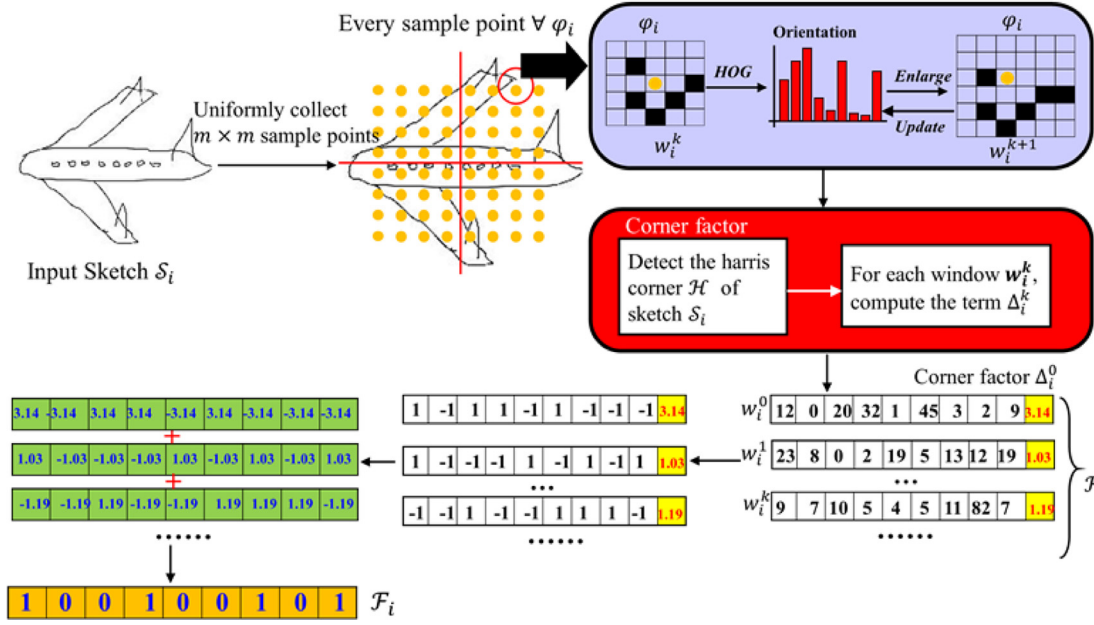 Every sample point ∀ φᵢ
Uniformly collect
m × m sample points
Input Sketch 𝒮ᵢ
φᵢ
wᵢᵏ
HOG
Orientation
Enlarge
Update
φᵢ
wᵢᵏ⁺¹
Corner factor
Detect the harris
corner ℋ of
sketch 𝒮ᵢ
For each window wᵢᵏ,
compute the term Δᵢᵏ
Corner factor Δᵢ⁰
3.14 -3.14 3.14 3.14 -3.14 3.14 -3.14 -3.14 -3.14
+
1.03 -1.03 -1.03 -1.03 1.03 -1.03 1.03 -1.03 1.03
+
-1.19 -1.19 1.19 -1.19 -1.19 1.19 1.19 1.19 -1.19
......
1 -1 1 1 -1 1 -1 -1 -1 3.14
1 -1 -1 -1 1 -1 1 -1 1 1.03
...
-1 -1 1 -1 -1 1 1 1 -1 1.19
......
wᵢ⁰ 12 0 20 32 1 45 3 2 9 3.14
wᵢ¹ 23 8 0 2 19 5 13 12 19 1.03
...
wᵢᵏ 9 7 10 5 4 5 11 82 7 1.19
......
1 0 0 1 0 0 1 0 1 ℱᵢ